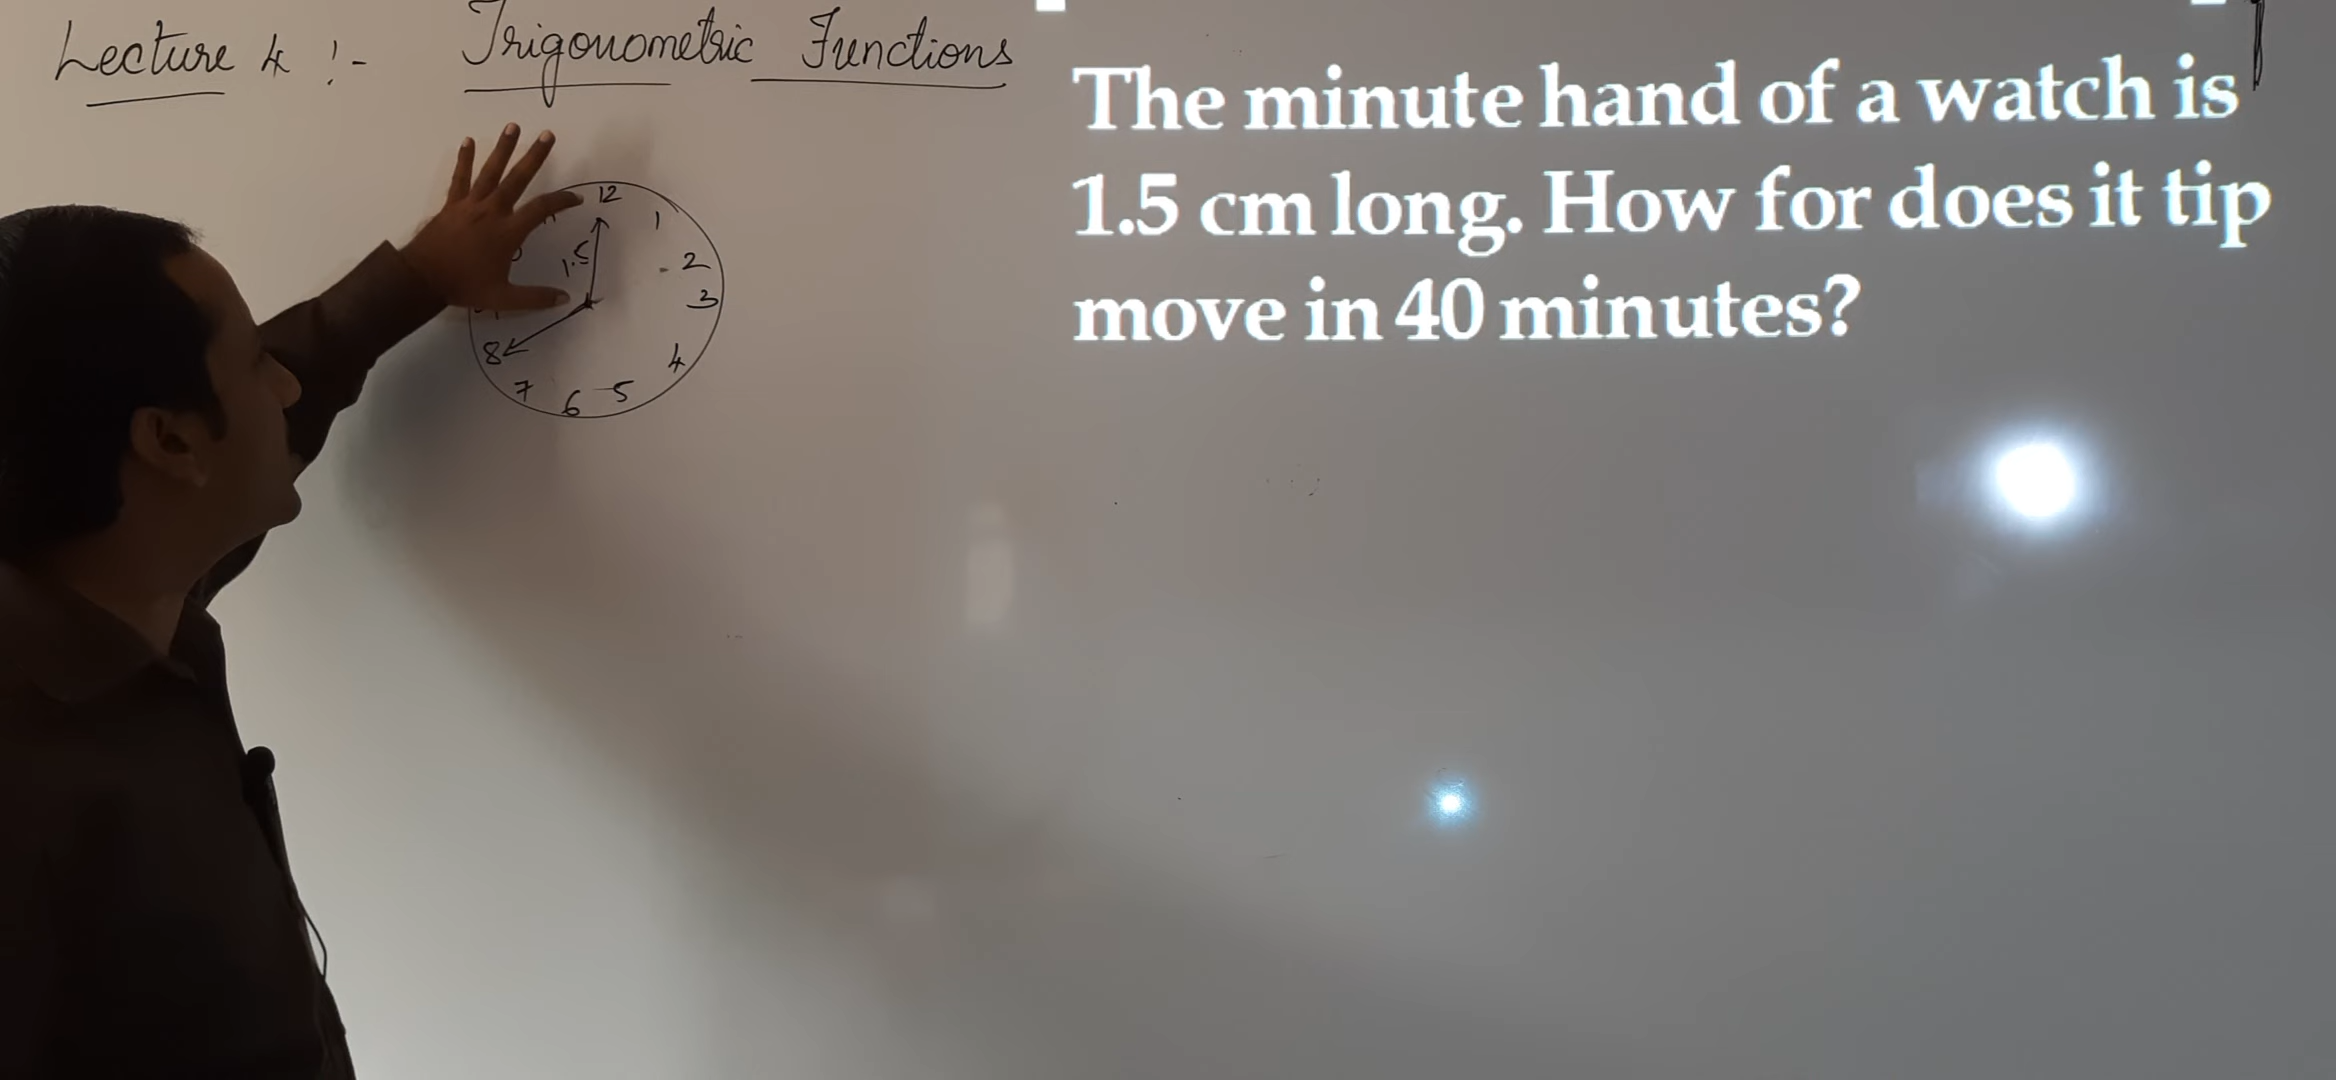 Lecture 4 :- Trigonometric Functions
The minute hand of a watch is
1.5 cm long. How for does it tip
move in 40 minutes?
12
1
1.5
2
3
8
4
7
6
5